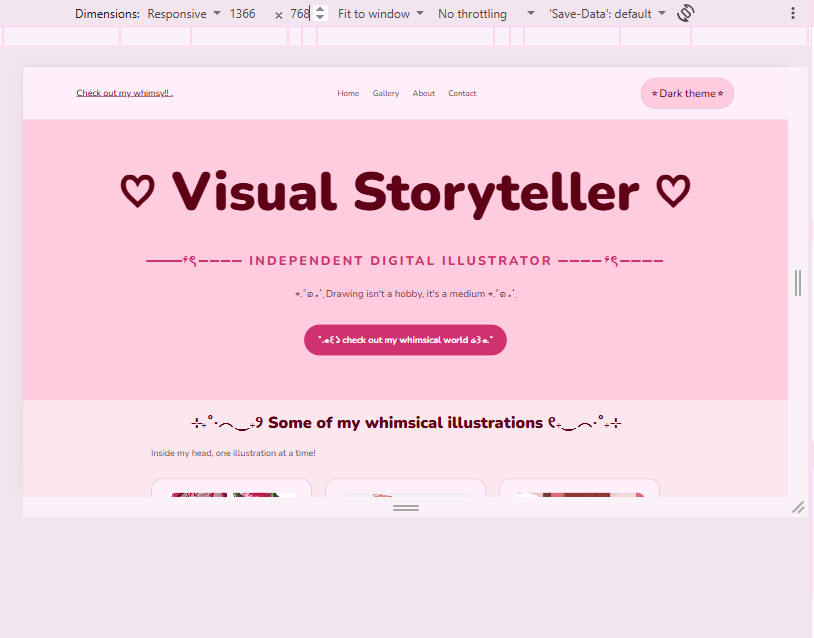 Dimensions: Responsive 1366 × 768 Fit to window No throttling 'Save-Data': default
Check out my whimsy!! .
Home Gallery About Contact
⭐Dark theme⭐
♡ Visual Storyteller ♡
INDEPENDENT DIGITAL ILLUSTRATOR
Drawing isn't a hobby, it's a medium
check out my whimsical world
Some of my whimsical illustrations
Inside my head, one illustration at a time!